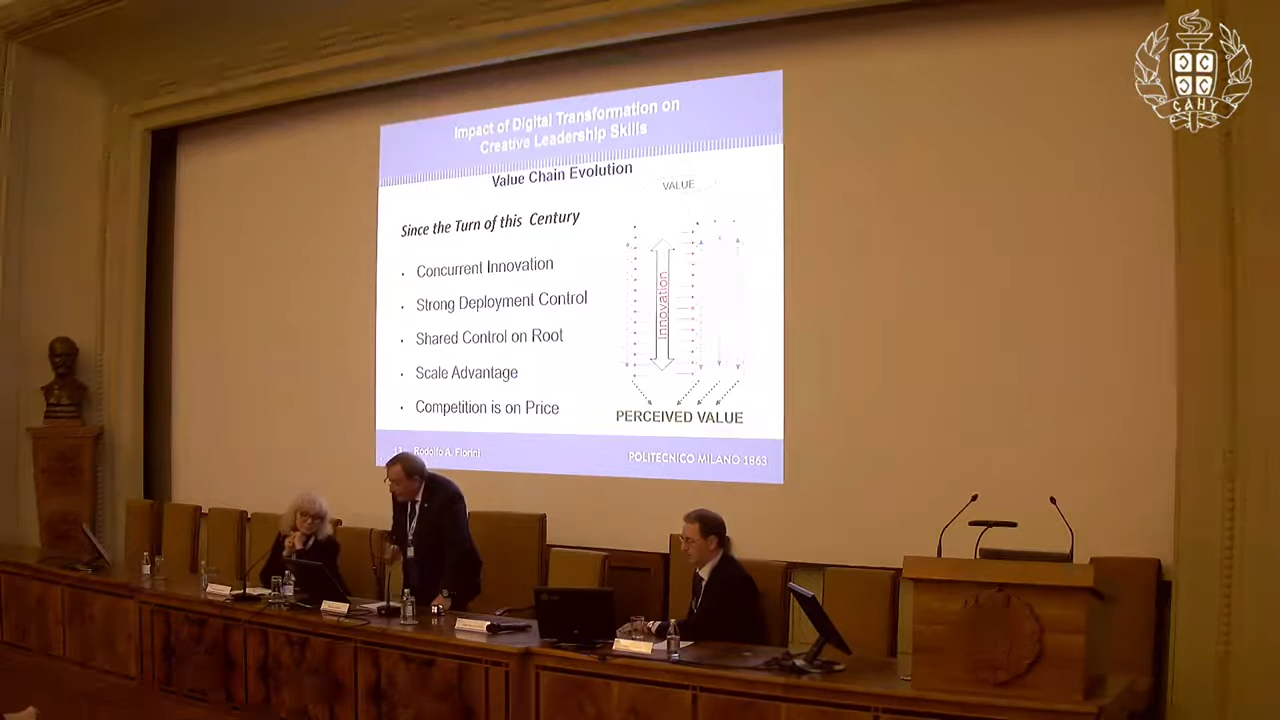 САНУ
Impact of Digital Transformation on
Creative Leadership Skills
Value Chain Evolution
VALUE
Since the Turn of this Century
• Concurrent Innovation
• Strong Deployment Control
• Shared Control on Root
• Scale Advantage
• Competition is on Price
Innovation
PERCEIVED VALUE
Rodolfo A. Fiorini
POLITECNICO MILANO 1863